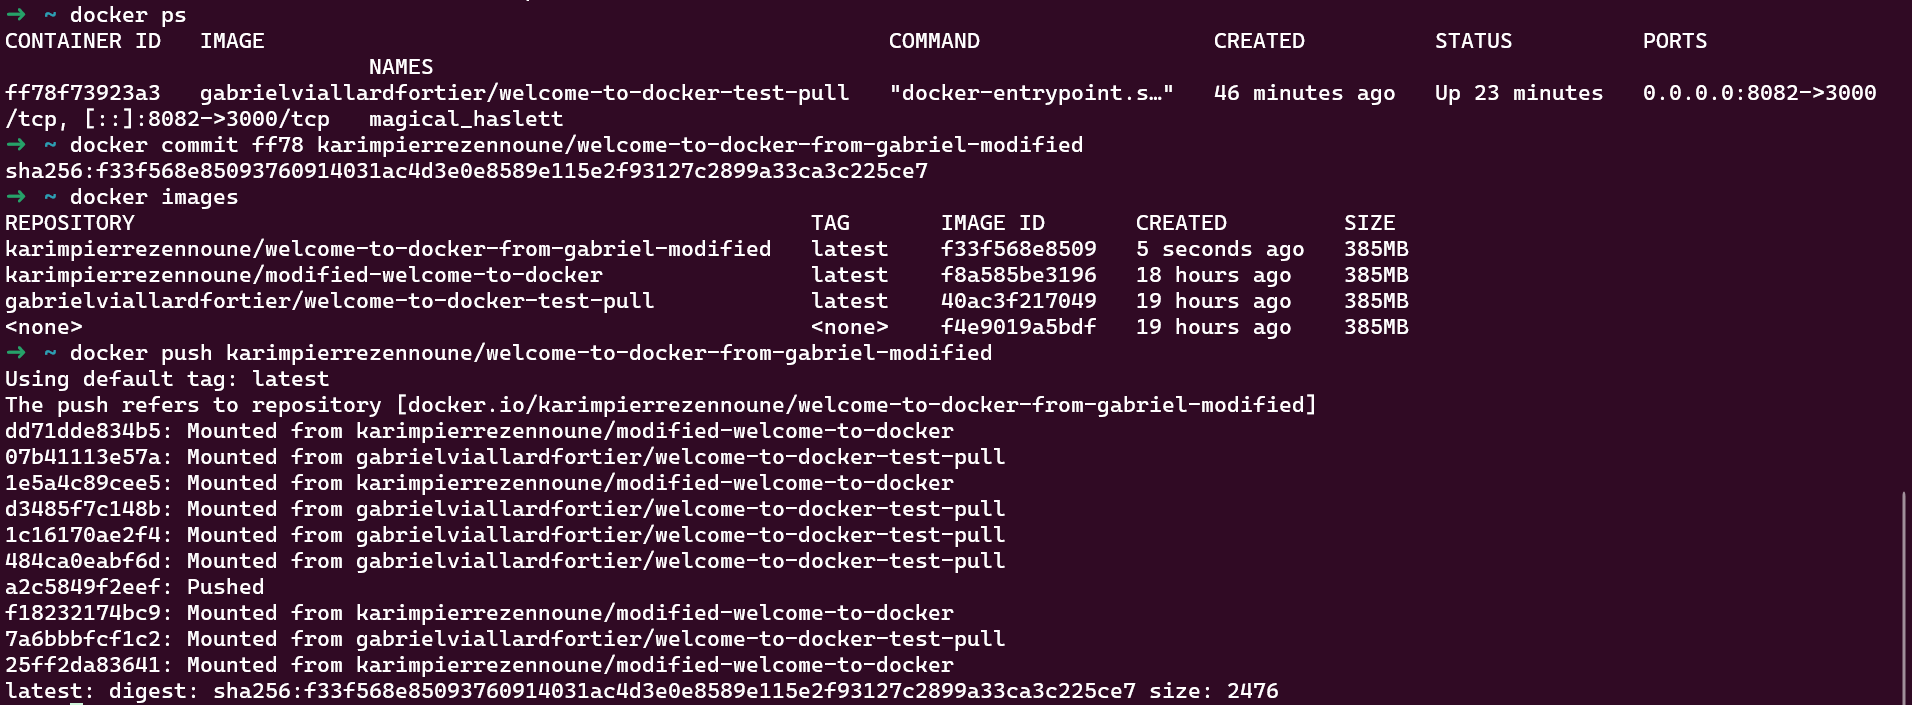 → ~ docker ps
CONTAINER ID   IMAGE                                                COMMAND                  CREATED          STATUS          PORTS
                            NAMES
ff78f73923a3   gabrielviallardfortier/welcome-to-docker-test-pull   "docker-entrypoint.s…"   46 minutes ago   Up 23 minutes   0.0.0.0:8082->3000
/tcp, [::]:8082->3000/tcp   magical_haslett
→ ~ docker commit ff78 karimpierrezennoune/welcome-to-docker-from-gabriel-modified
sha256:f33f568e85093760914031ac4d3e0e8589e115e2f93127c2899a33ca3c225ce7
→ ~ docker images
REPOSITORY                                                    TAG       IMAGE ID       CREATED         SIZE
karimpierrezennoune/welcome-to-docker-from-gabriel-modified   latest    f33f568e8509   5 seconds ago   385MB
karimpierrezennoune/modified-welcome-to-docker                latest    f8a585be3196   18 hours ago    385MB
gabrielviallardfortier/welcome-to-docker-test-pull            latest    40ac3f217049   19 hours ago    385MB
<none>                                                        <none>    f4e9019a5bdf   19 hours ago    385MB
→ ~ docker push karimpierrezennoune/welcome-to-docker-from-gabriel-modified
Using default tag: latest
The push refers to repository [docker.io/karimpierrezennoune/welcome-to-docker-from-gabriel-modified]
dd71dde834b5: Mounted from karimpierrezennoune/modified-welcome-to-docker
07b41113e57a: Mounted from gabrielviallardfortier/welcome-to-docker-test-pull
1e5a4c89cee5: Mounted from karimpierrezennoune/modified-welcome-to-docker
d3485f7c148b: Mounted from gabrielviallardfortier/welcome-to-docker-test-pull
1c16170ae2f4: Mounted from gabrielviallardfortier/welcome-to-docker-test-pull
484ca0eabf6d: Mounted from gabrielviallardfortier/welcome-to-docker-test-pull
a2c5849f2eef: Pushed
f18232174bc9: Mounted from karimpierrezennoune/modified-welcome-to-docker
7a6bbbfcf1c2: Mounted from gabrielviallardfortier/welcome-to-docker-test-pull
25ff2da83641: Mounted from karimpierrezennoune/modified-welcome-to-docker
latest: digest: sha256:f33f568e85093760914031ac4d3e0e8589e115e2f93127c2899a33ca3c225ce7 size: 2476